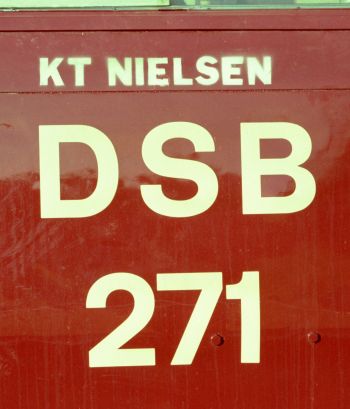 KT NIELSEN
DSB
271